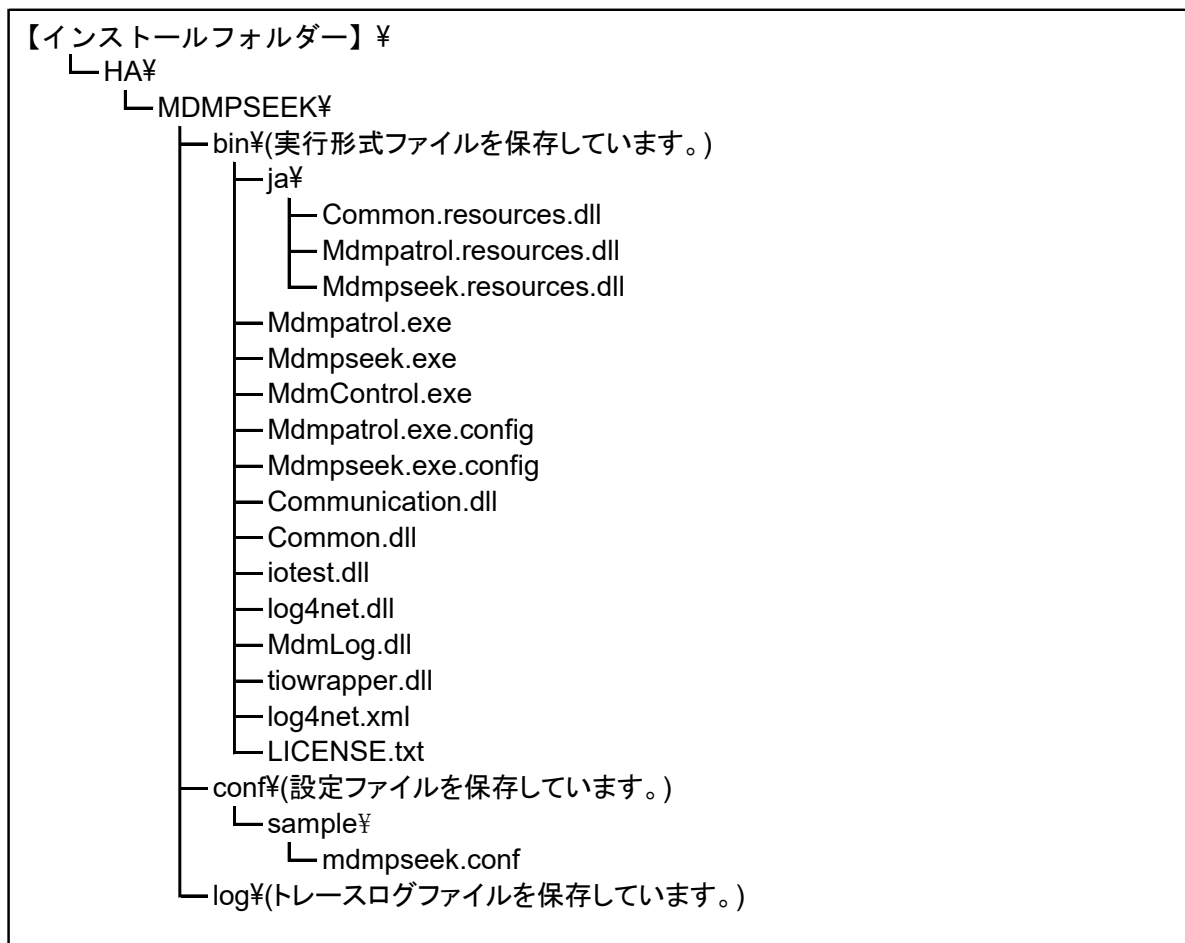 【インストールフォルダー】¥
HA¥
MDMPSEEK¥
bin¥(実行形式ファイルを保存しています。)
ja¥
Common.resources.dll
Mdmpatrol.resources.dll
Mdmpseek.resources.dll
Mdmpatrol.exe
Mdmpseek.exe
MdmControl.exe
Mdmpatrol.exe.config
Mdmpseek.exe.config
Communication.dll
Common.dll
iotest.dll
log4net.dll
MdmLog.dll
tiowrapper.dll
log4net.xml
LICENSE.txt
conf¥(設定ファイルを保存しています。)
sample¥
mdmpseek.conf
log¥(トレースログファイルを保存しています。)